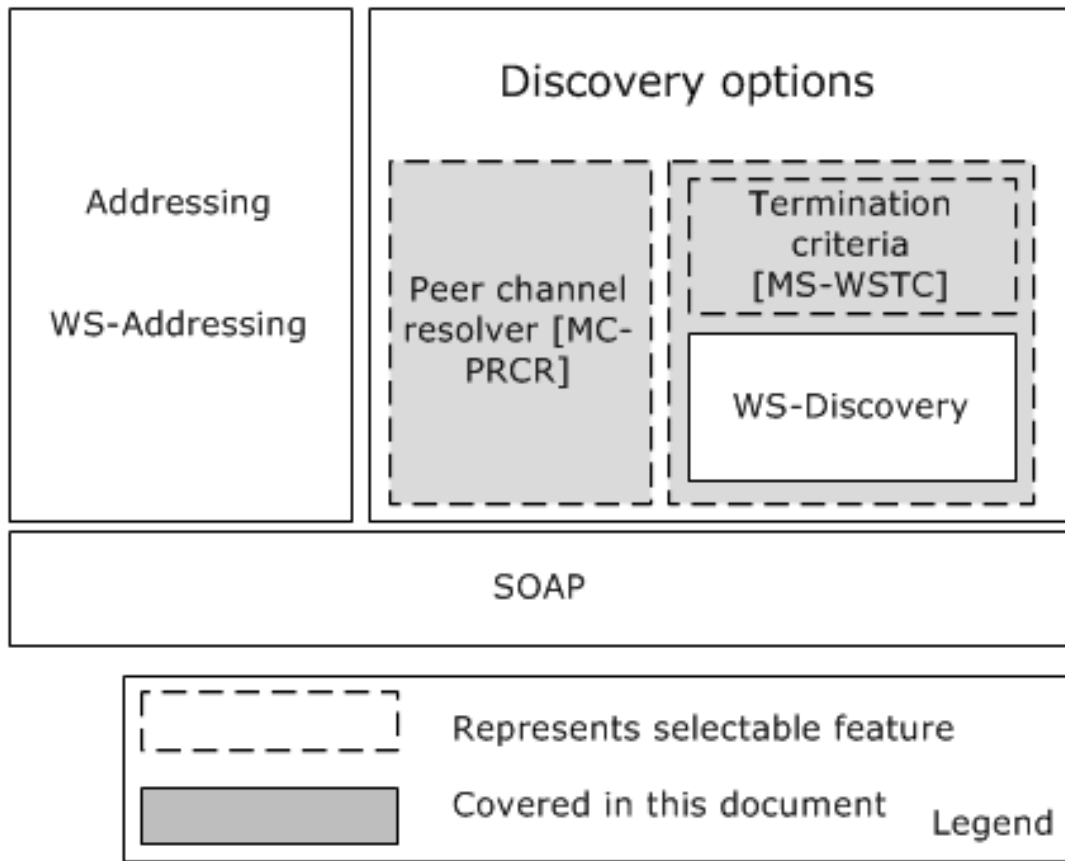 Addressing
WS-Addressing
Discovery options
Peer channel
resolver [MC-
PRCR]
Termination
criteria
[MS-WSTC]
WS-Discovery
SOAP
Represents selectable feature
Covered in this document
Legend